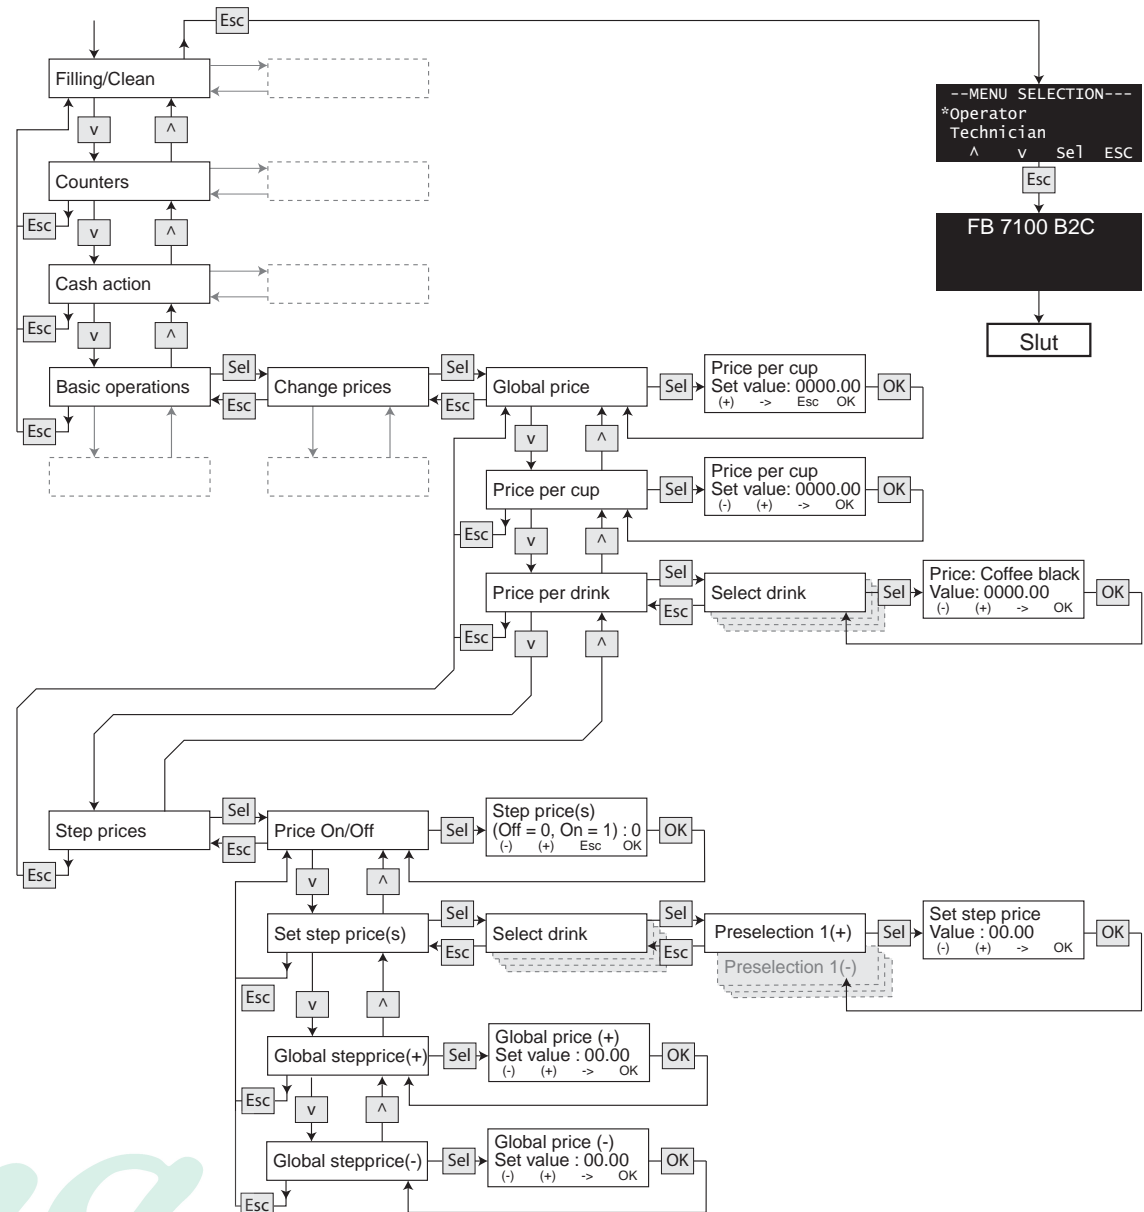 Esc
Filling/Clean
v
^
--MENU SELECTION---
*Operator
Technician
^ v Sel ESC
Esc
Counters
Esc
v
^
FB 7100 B2C
Cash action
Esc
v
^
Slut
Basic operations
Sel
Esc
Change prices
Sel
Esc
Global price
Sel
Price per cup
Set value: 0000.00
(+) -> Esc OK
OK
Esc
v
^
Price per cup
Sel
Price per cup
Set value: 0000.00
(-) (+) -> OK
OK
Esc
v
^
Price per drink
Sel
Esc
Select drink
Sel
Price: Coffee black
Value: 0000.00
(-) (+) -> OK
OK
Esc
v
^
Step prices
Sel
Esc
Price On/Off
Sel
Step price(s)
(Off = 0, On = 1) : 0
(-) (+) Esc OK
OK
Esc
v
^
Set step price(s)
Sel
Esc
Select drink
Sel
Esc
Preselection 1(+)
Preselection 1(-)
Sel
Set step price
Value : 00.00
(-) (+) -> OK
OK
Esc
v
^
Global stepprice(+)
Sel
Global price (+)
Set value : 00.00
(-) (+) -> OK
OK
Esc
v
^
Global stepprice(-)
Sel
Global price (-)
Set value : 00.00
(-) (+) -> OK
OK
Esc